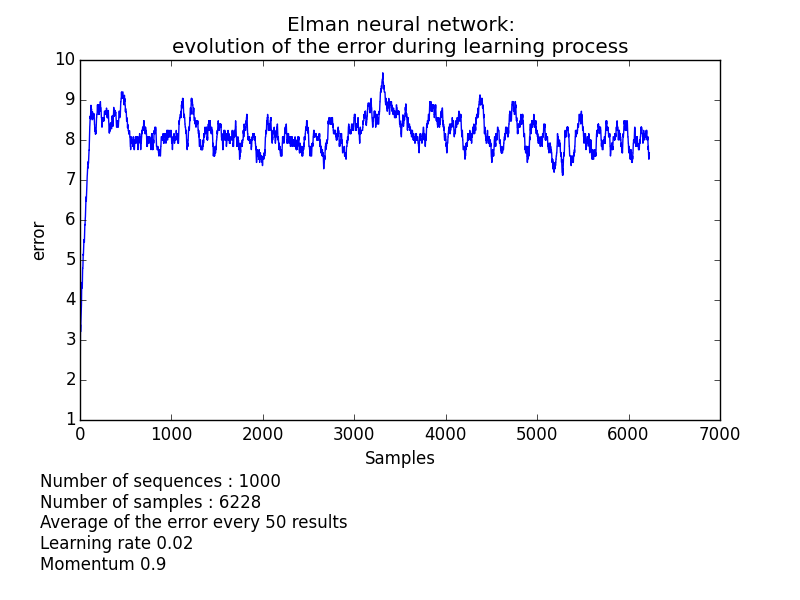 Elman neural network:
evolution of the error during learning process
10
9
8
7
6
5
4
3
2
1
error
0 1000 2000 3000 4000 5000 6000 7000
Samples
Number of sequences : 1000
Number of samples : 6228
Average of the error every 50 results
Learning rate 0.02
Momentum 0.9